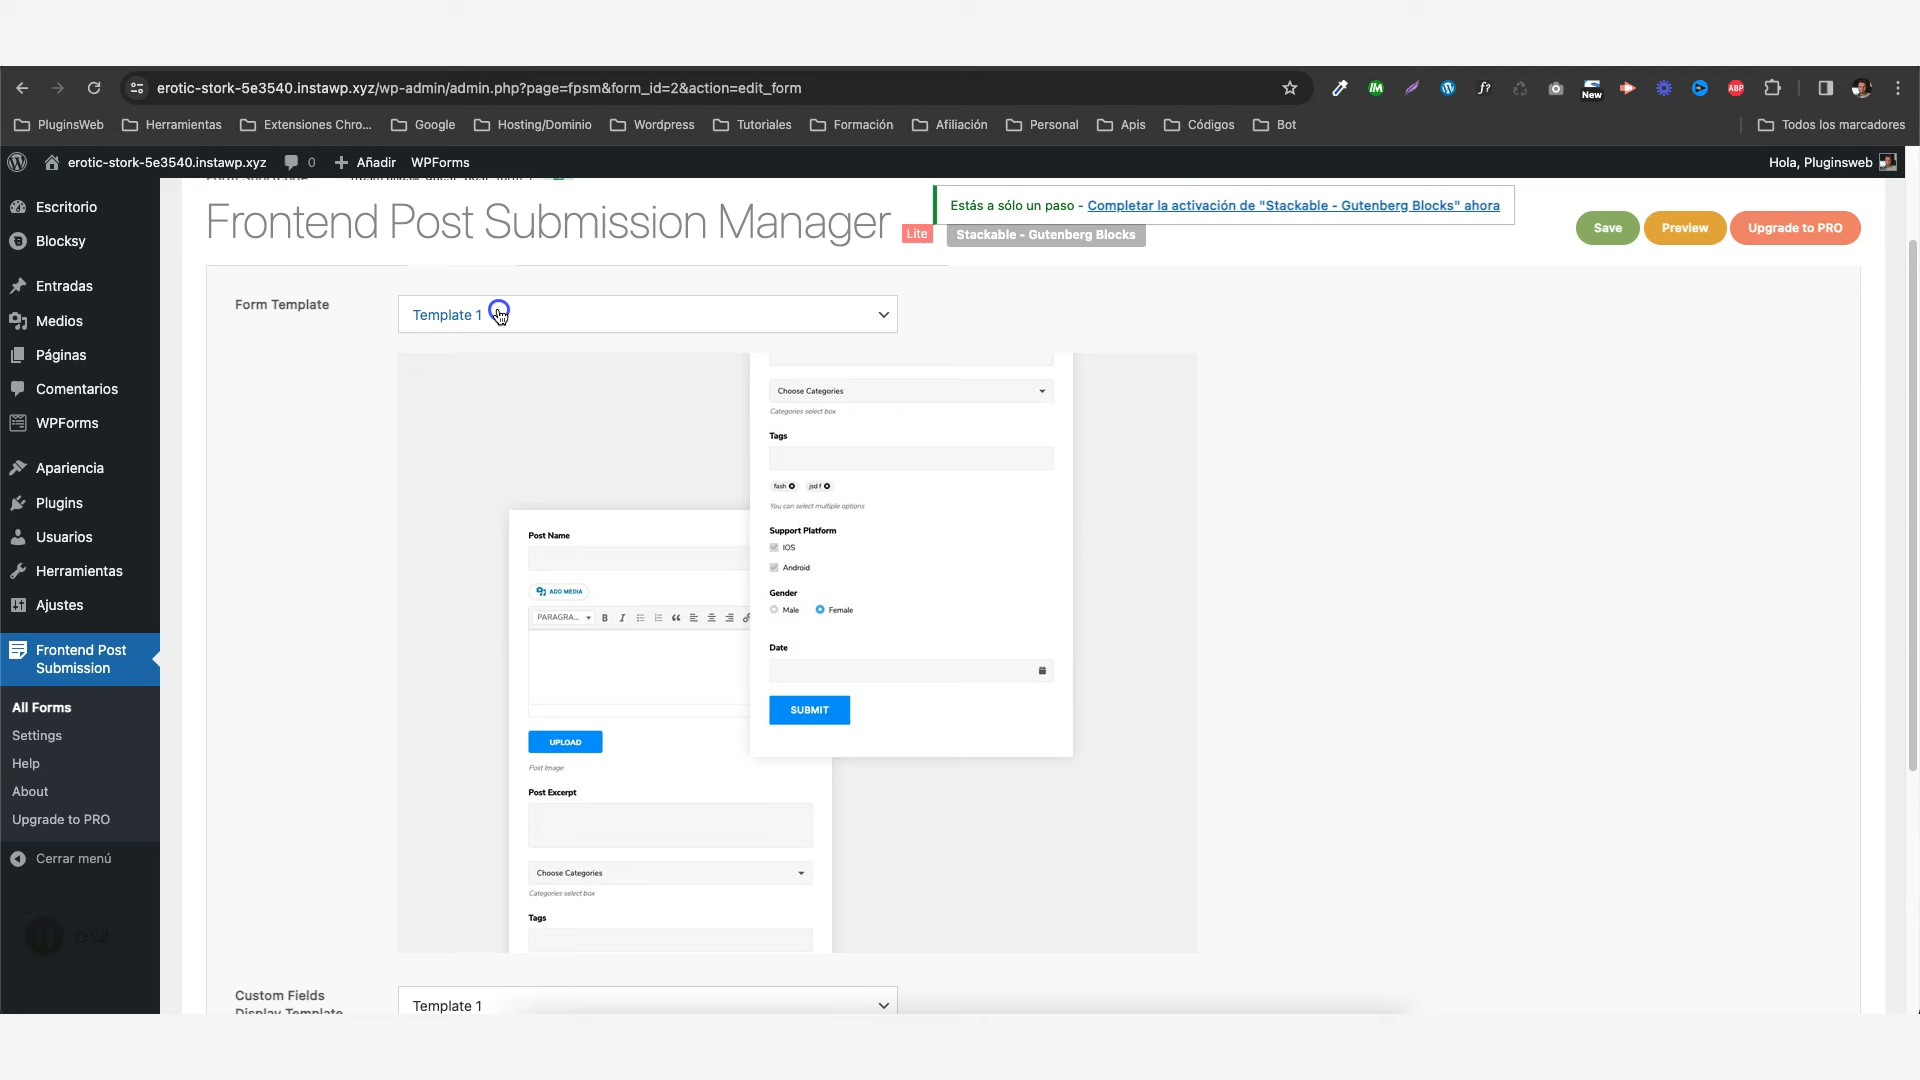 erotic-stork-5e3540.instawp.xyz/wp-admin/admin.php?page=fpsm&form_id=2&action=edit_form
New
ABP
PluginsWeb
Herramientas
Extensiones Chro...
Google
Hosting/Dominio
Wordpress
Tutoriales
Formación
Afiliación
Personal
Apis
Códigos
Bot
Todos los marcadores
erotic-stork-5e3540.instawp.xyz
0
Añadir
WPForms
Hola, Pluginsweb
Escritorio
Blocksy
Entradas
Medios
Páginas
Comentarios
WPForms
Apariencia
Plugins
Usuarios
Herramientas
Ajustes
Frontend Post
Submission
All Forms
Settings
Help
About
Upgrade to PRO
Cerrar menú
Frontend Post Submission Manager
Lite
Estás a sólo un paso - Completar la activación de "Stackable - Gutenberg Blocks" ahora
Stackable - Gutenberg Blocks
Save
Preview
Upgrade to PRO
Form Template
Template 1
Post Name
ADD MEDIA
PARAGRA...
UPLOAD
Post Image
Post Excerpt
Choose Categories
Categories select box
Tags
Choose Categories
Categories select box
Tags
fash
jsd f
You can select multiple options
Support Platform
IOS
Android
Gender
Male
Female
Date
SUBMIT
Custom Fields
Display Template
Template 1